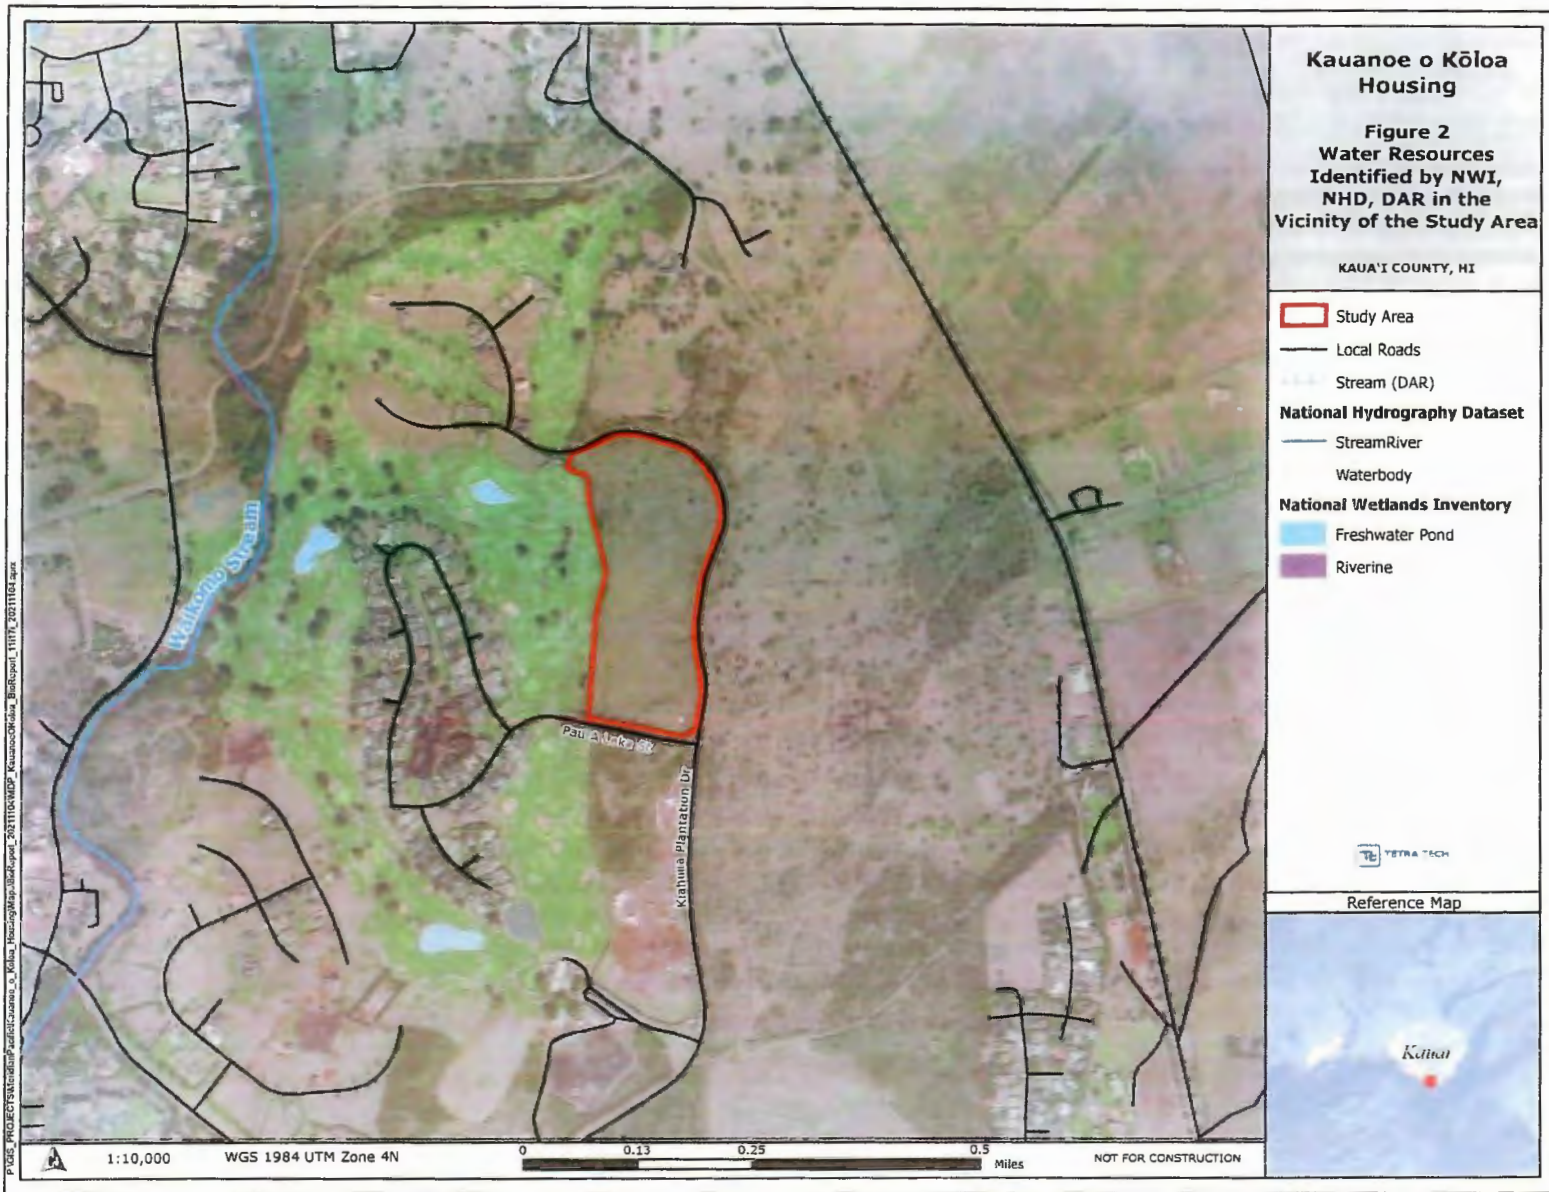 Kauanoe o Kōloa
Housing
Figure 2
Water Resources
Identified by NWI,
NHD, DAR in the
Vicinity of the Study Area
KAUA'I COUNTY, HI
Study Area
Local Roads
Stream (DAR)
National Hydrography Dataset
StreamRiver
Waterbody
National Wetlands Inventory
Freshwater Pond
Riverine
TETRA TECH
Reference Map
Kauai
Waikomo Stream
Kiahuna Plantation Dr
1:10,000
WGS 1984 UTM Zone 4N
0 0.13 0.25 0.5
Miles
NOT FOR CONSTRUCTION